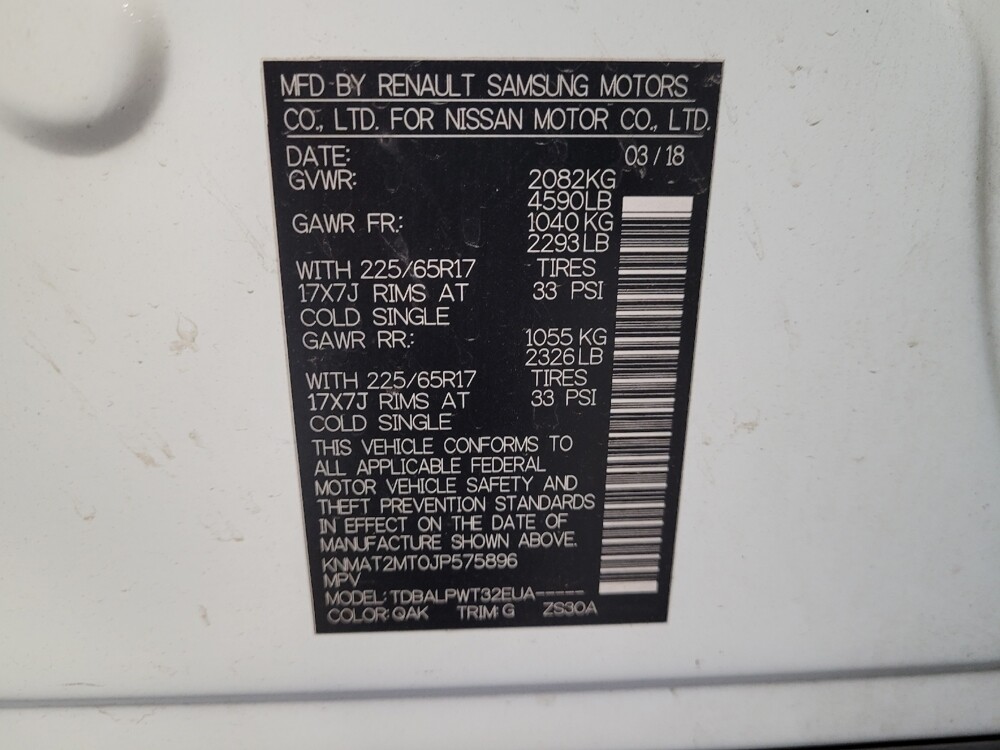 MFD BY RENAULT SAMSUNG MOTORS
CO., LTD. FOR NISSAN MOTOR CO., LTD.
DATE: 03 / 18
GVWR: 2082KG
4590LB
GAWR FR.: 1040 KG
2293 LB
WITH 225/65R17 TIRES
17X7J RIMS AT 33 PSI
COLD SINGLE
GAWR RR.: 1055 KG
2326 LB
WITH 225/65R17 TIRES
17X7J RIMS AT 33 PSI
COLD SINGLE
THIS VEHICLE CONFORMS TO
ALL APPLICABLE FEDERAL
MOTOR VEHICLE SAFETY AND
THEFT PREVENTION STANDARDS
IN EFFECT ON THE DATE OF
MANUFACTURE SHOWN ABOVE.
KNMAT2MT0JP575896
MPV
MODEL: TDBALPWT32EUA-----
COLOR: QAK TRIM: G ZS30A